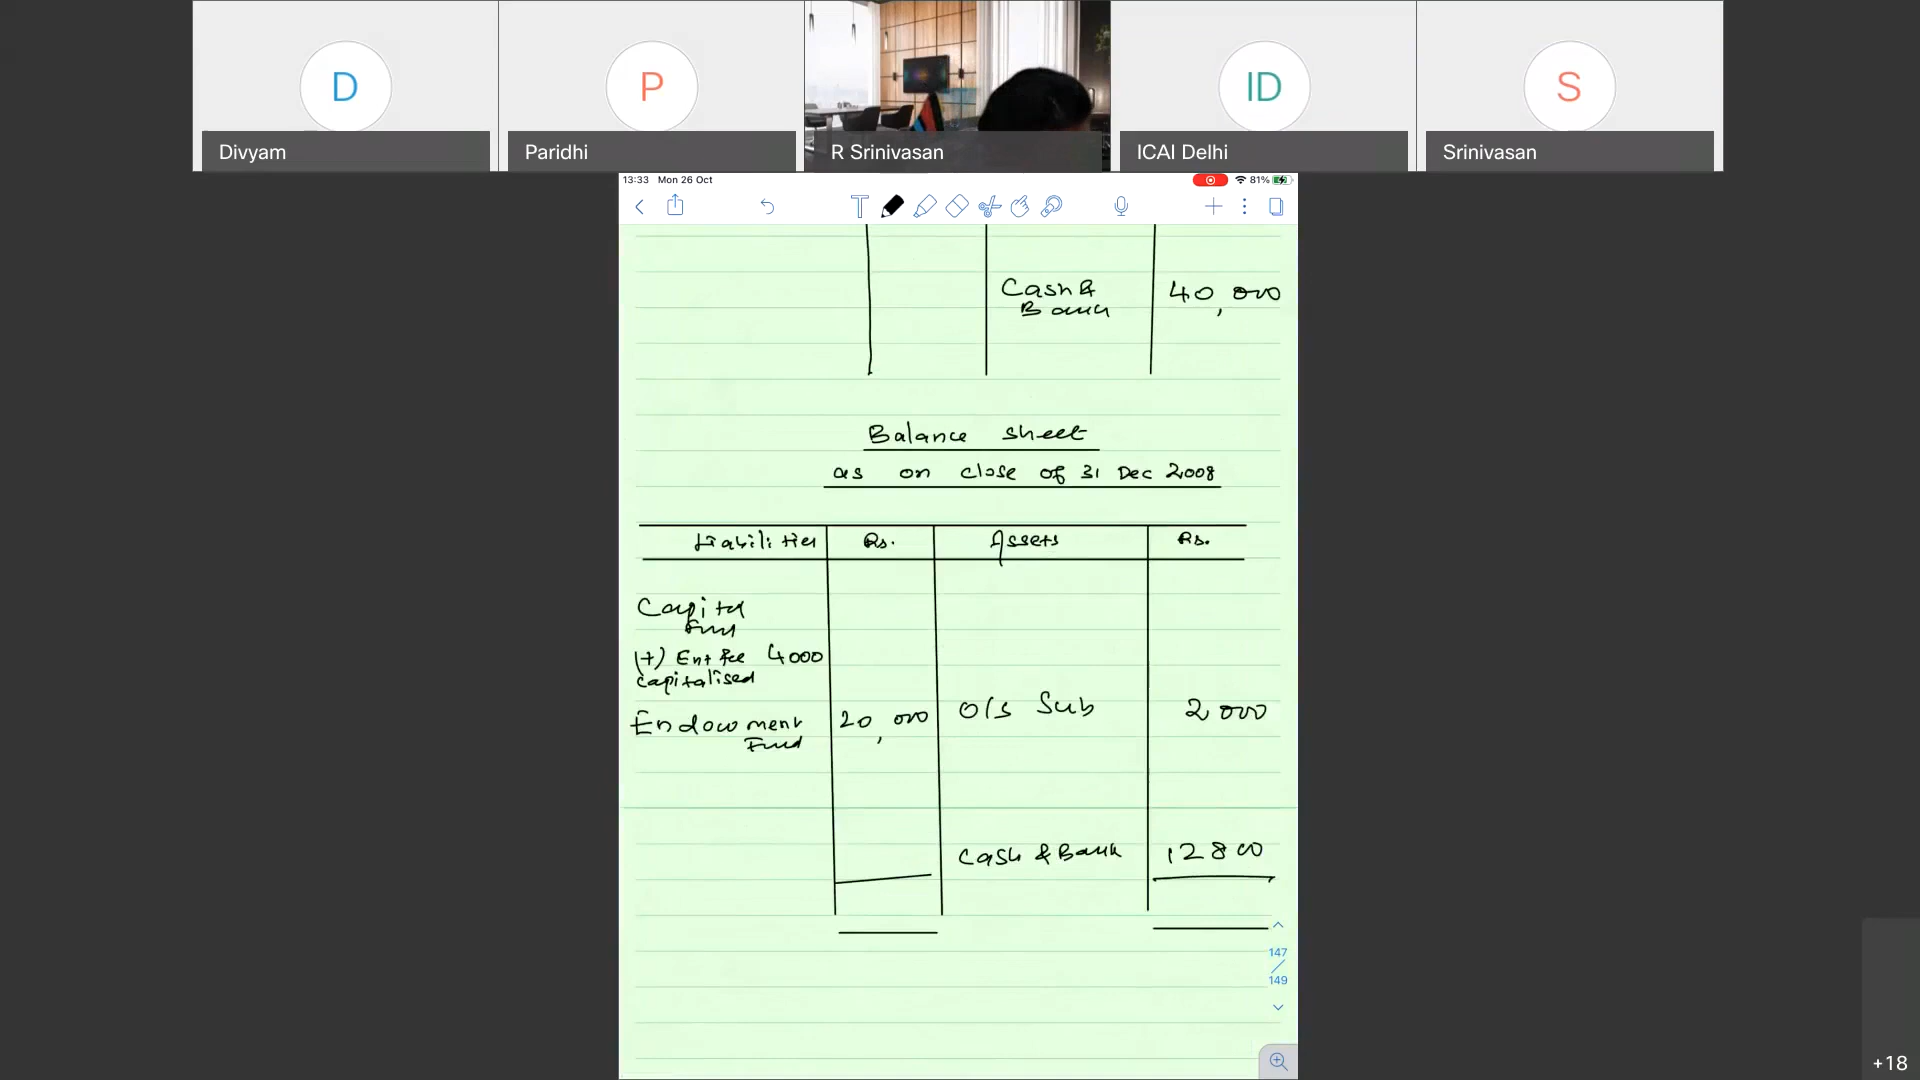 D
P
ID
S
Divyam
Paridhi
R Srinivasan
ICAI Delhi
Srinivasan
13:33 Mon 26 Oct
81%
T
Cash &
Bank
40,000
Balance sheet
as on close of 31 Dec 2008
Liabilities Rs. Assets Rs.
Capital
Fund
(+) Ent fee 4000
capitalised
O/s Sub 2000
Endowment 20,000
Fund
Cash & Bank 12800
147
149
+18